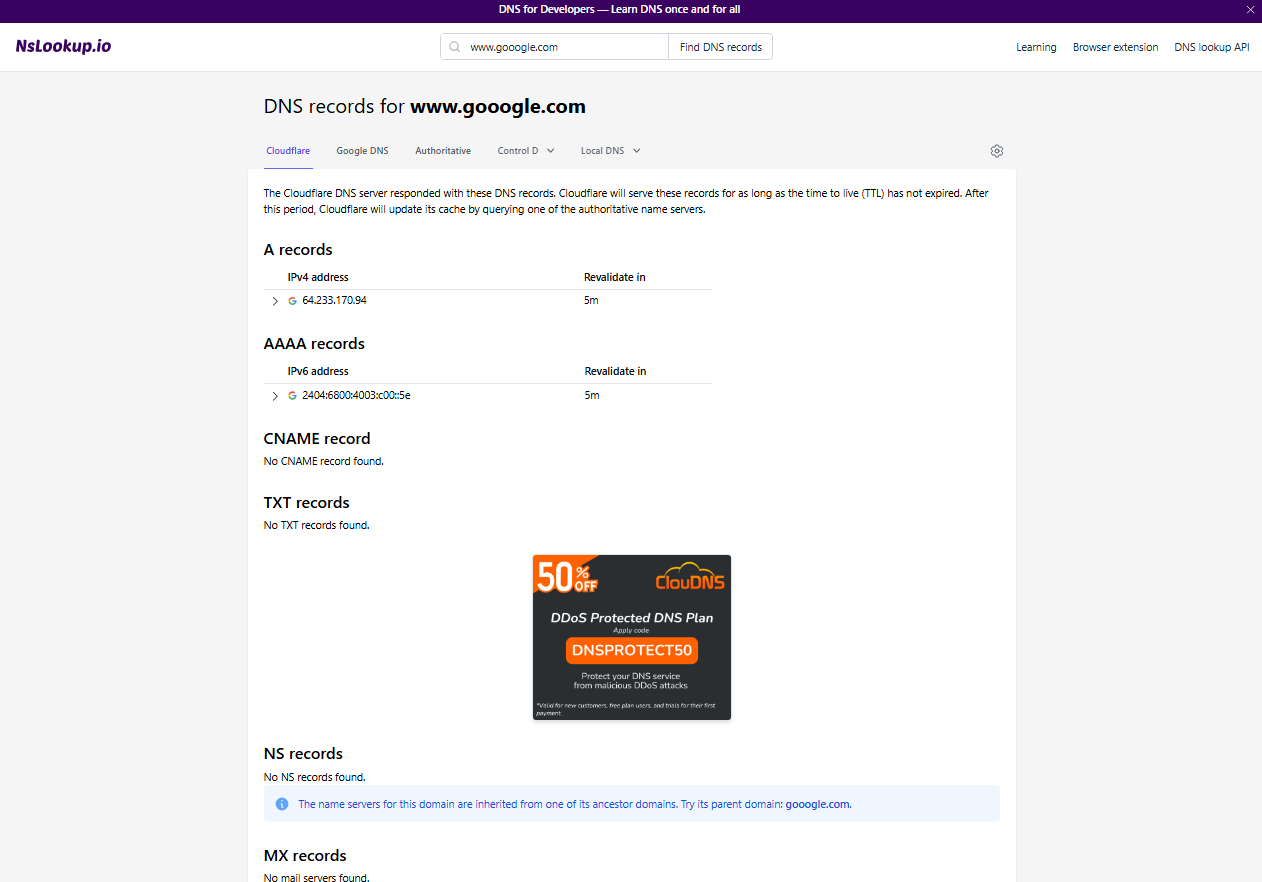 DNS for Developers — Learn DNS once and for all
NsLookup.io
www.gooogle.com
Find DNS records
Learning
Browser extension
DNS lookup API
DNS records for www.gooogle.com
Cloudflare
Google DNS
Authoritative
Control D
Local DNS
The Cloudflare DNS server responded with these DNS records. Cloudflare will serve these records for as long as the time to live (TTL) has not expired. After
this period, Cloudflare will update its cache by querying one of the authoritative name servers.
A records
IPv4 address
Revalidate in
64.233.170.94
5m
AAAA records
IPv6 address
Revalidate in
2404:6800:4003:c00::5e
5m
CNAME record
No CNAME record found.
TXT records
No TXT records found.
50% OFF
ClouDNS
DDoS Protected DNS Plan
Apply code
DNSPROTECT50
Protect your DNS service
from malicious DDoS attacks
*Valid for new customers, free plan users, and trials for their first
payment.
NS records
No NS records found.
The name servers for this domain are inherited from one of its ancestor domains. Try its parent domain: gooogle.com.
MX records
No mail servers found.